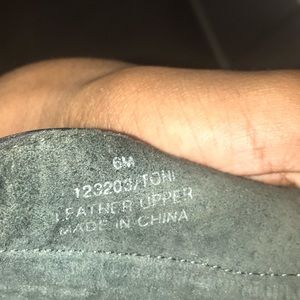 6M
123203/TONI
LEATHER UPPER
MADE IN CHINA